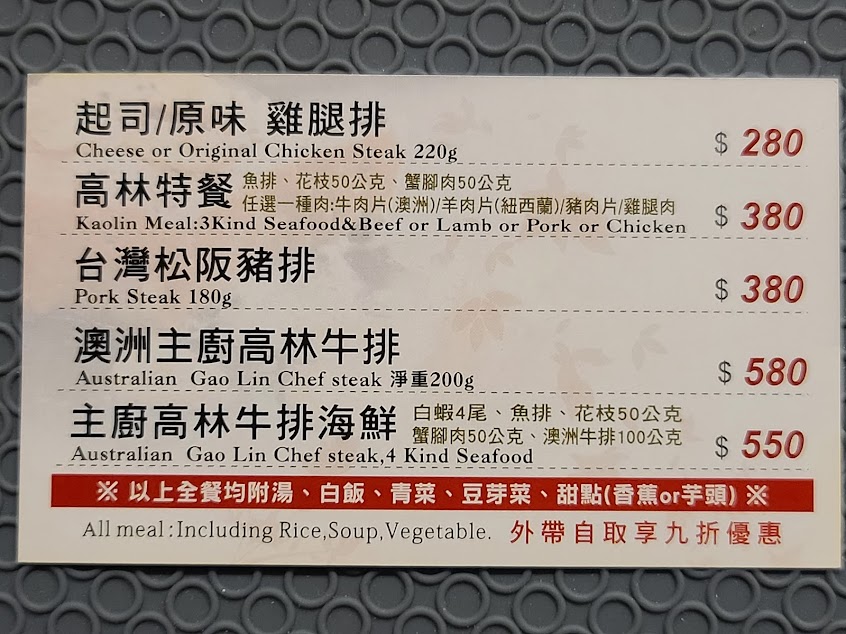 起司/原味 雞腿排
Cheese or Original Chicken Steak 220g
$ 280
高林特餐
魚排、花枝50公克、蟹腳肉50公克
任選一種肉:牛肉片(澳洲)/羊肉片(紐西蘭)/豬肉片/雞腿肉
Kaolin Meal:3Kind Seafood&Beef or Lamb or Pork or Chicken
$ 380
台灣松阪豬排
Pork Steak 180g
$ 380
澳洲主廚高林牛排
Australian Gao Lin Chef steak 淨重200g
$ 580
主廚高林牛排海鮮
白蝦4尾、魚排、花枝50公克
蟹腳肉50公克、澳洲牛排100公克
Australian Gao Lin Chef steak,4 Kind Seafood
$ 550
※ 以上全餐均附湯、白飯、青菜、豆芽菜、甜點(香蕉or芋頭) ※
All meal:Including Rice,Soup,Vegetable. 外帶自取享九折優惠